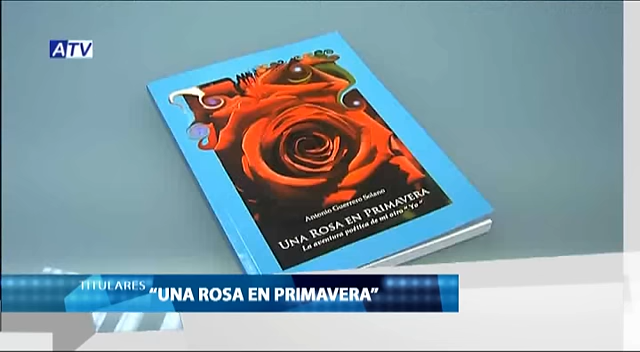 ATV
Antonio Guerrero Solano
UNA ROSA EN PRIMAVERA
La aventura poética de mi otro "Yo"
TITULARES
“UNA ROSA EN PRIMAVERA”